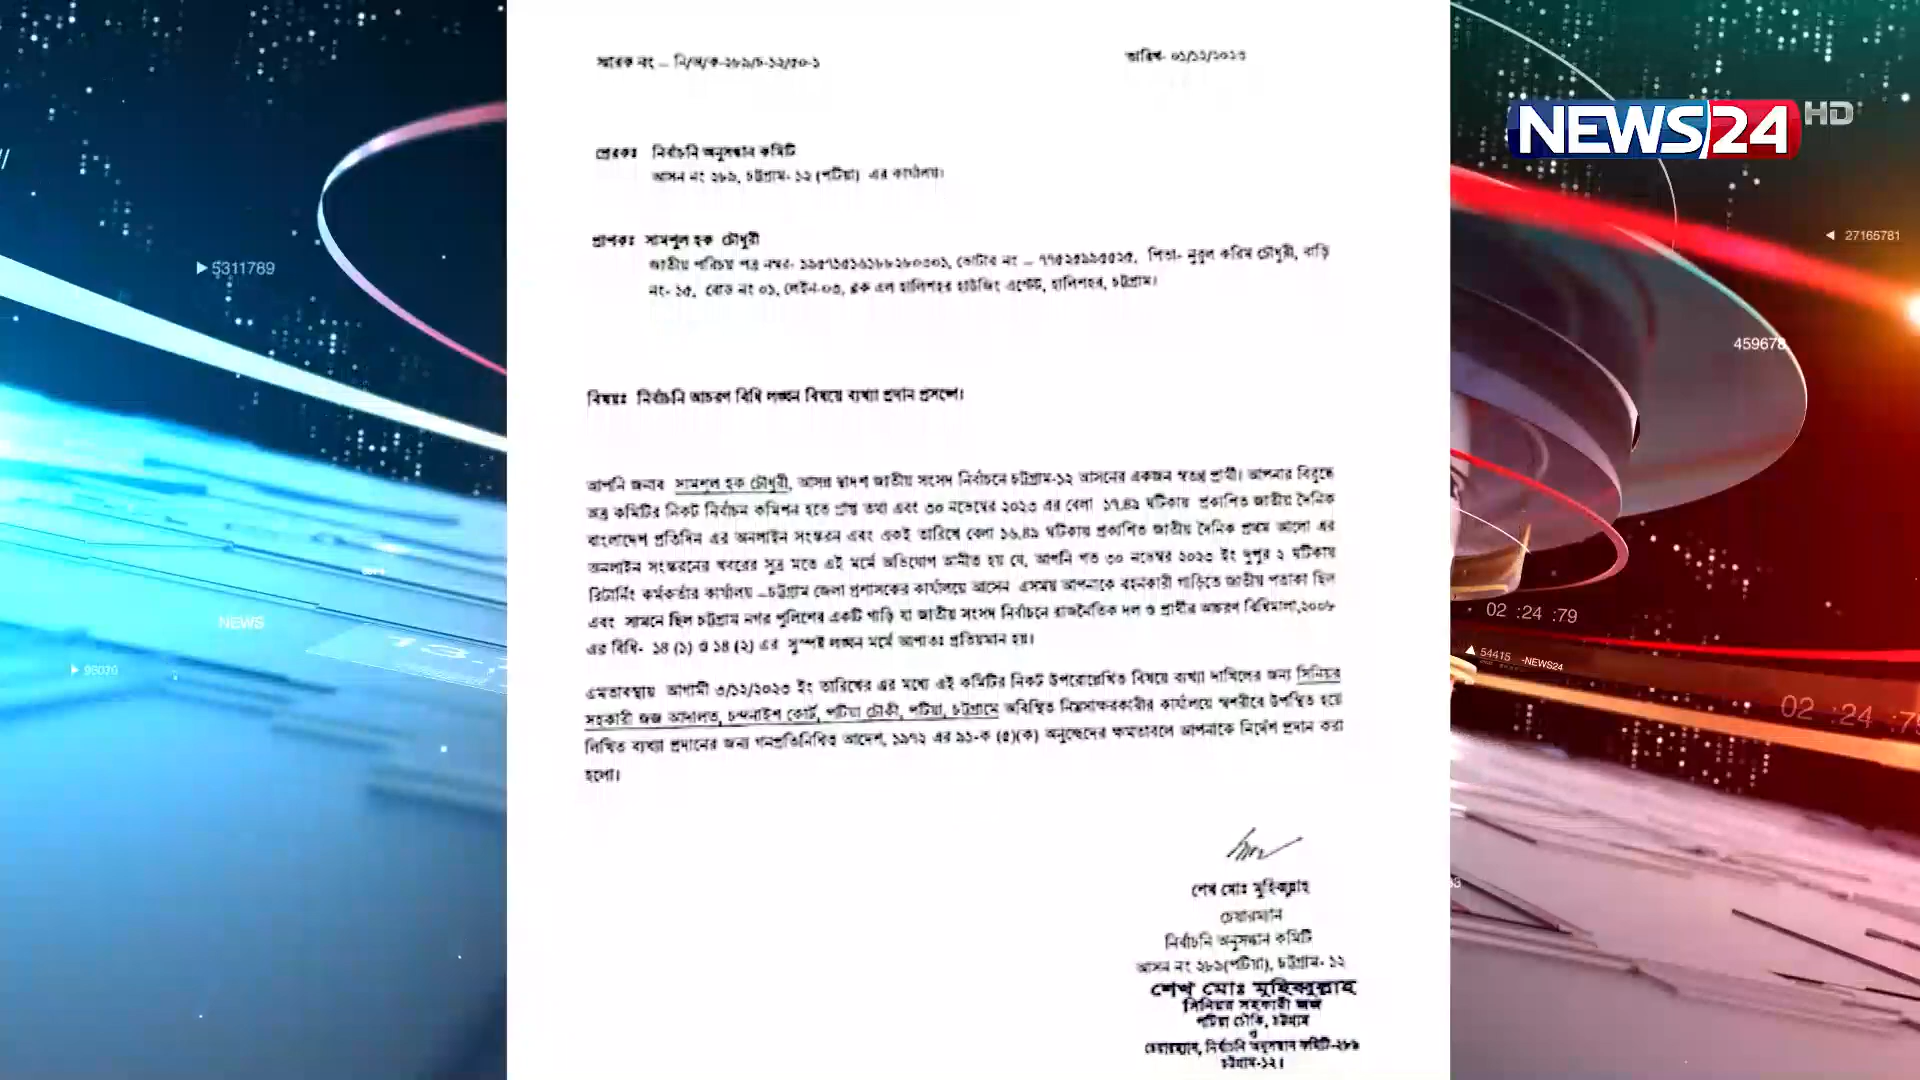 স্মারক নং – নি/অ/ক-২৮৯/চ-১২/৫০-১
তারিখ- ০১/১২/২০২৩
NEWS24 HD
প্রেরকঃ নির্বাচনি অনুসন্ধান কমিটি
আসন নং ২৮৯, চট্টগ্রাম- ১২ (পটিয়া) এর কার্যালয়।
প্রাপকঃ সামশুল হক চৌধুরী
জাতীয় পরিচয় পত্র নম্বর- ভোটার নং – পিতা- নুরুল করিম চৌধুরী, বাড়ি
নং- ১৫, রোড নং ০১, লেইন-০৩, ব্লক এল হালিশহর হাউজিং এস্টেট, হালিশহর, চট্টগ্রাম।
বিষয়ঃ নির্বাচনি আচরণ বিধি লঙ্ঘন বিষয়ে ব্যখ্যা প্রদান প্রসঙ্গে।
আপনি জনাব সামশুল হক চৌধুরী, আসন্ন দ্বাদশ জাতীয় সংসদ নির্বাচনে চট্টগ্রাম-১২ আসনের একজন স্বতন্ত্র প্রার্থী। আপনার বিরুদ্ধে
অত্র কমিটির নিকট নির্বাচন কমিশন হতে প্রাপ্ত তথ্য এবং ৩০ নভেম্বর ২০২৩ এর বেলা ১৭.৪৯ ঘটিকায় প্রকাশিত জাতীয় দৈনিক
বাংলাদেশ প্রতিদিন এর অনলাইন সংস্করন এবং একই তারিখে বেলা ১৬.৪৯ ঘটিকায় প্রকাশিত জাতীয় দৈনিক প্রথম আলো এর
অনলাইন সংস্করনের খবরের সূত্র মতে এই মর্মে অভিযোগ আনীত হয় যে, আপনি গত ৩০ নভেম্বর ২০২৩ ইং দুপুর ২ ঘটিকায়
রিটার্নিং কর্মকর্তার কার্যালয় –চট্টগ্রাম জেলা প্রশাসকের কার্যালয়ে আসেন এসময় আপনাকে বহনকারী গাড়িতে জাতীয় পতাকা ছিল
এবং সামনে ছিল চট্টগ্রাম নগর পুলিশের একটি গাড়ি যা জাতীয় সংসদ নির্বাচনে রাজনৈতিক দল ও প্রার্থীর আচরণ বিধিমালা,২০০৮
এর বিধি- ১৪ (১) ও ১৪ (২) এর সুস্পষ্ট লঙ্ঘন মর্মে আপাতঃ প্রতিয়মান হয়।
এমতাবস্থায় আগামী ৩/১২/২০২৩ ইং তারিখের এর মধ্যে এই কমিটির নিকট উপরোল্লেখিত বিষয়ে ব্যখ্যা দাখিলের জন্য সিনিয়র
সহকারী জজ আদালত, চন্দনাইশ কোর্ট, পটিয়া চৌকী, পটিয়া, চট্টগ্রামে অবিস্থিত নিম্নসাক্ষরকারীর কার্যালয়ে স্বশরীরে উপস্থিত হয়ে
লিখিত ব্যখ্যা প্রদানের জন্য গনপ্রতিনিধিত্ব আদেশ, ১৯৭২ এর ৯১-ক (৫)(ক) অনুচ্ছেদের ক্ষমতাবলে আপনাকে নির্দেশ প্রদান করা
হলো।
শেখ মোঃ মুহিব্বুল্লাহ
চেয়ারম্যান
নির্বাচনি অনুসন্ধান কমিটি
আসন নং ২৮৯(পটিয়া), চট্টগ্রাম- ১২
শেখ মোঃ মুহিব্বুল্লাহ
সিনিয়র সহকারী জজ
পটিয়া চৌকি, চট্টগ্রাম
ও
চেয়ারম্যান, নির্বাচনি অনুসন্ধান কমিটি-২৮৯
চট্টগ্রাম-১২।
5311789
NEWS
93070
27165781
459678
02 :24 :79
54415 -NEWS24
02 :24 :79